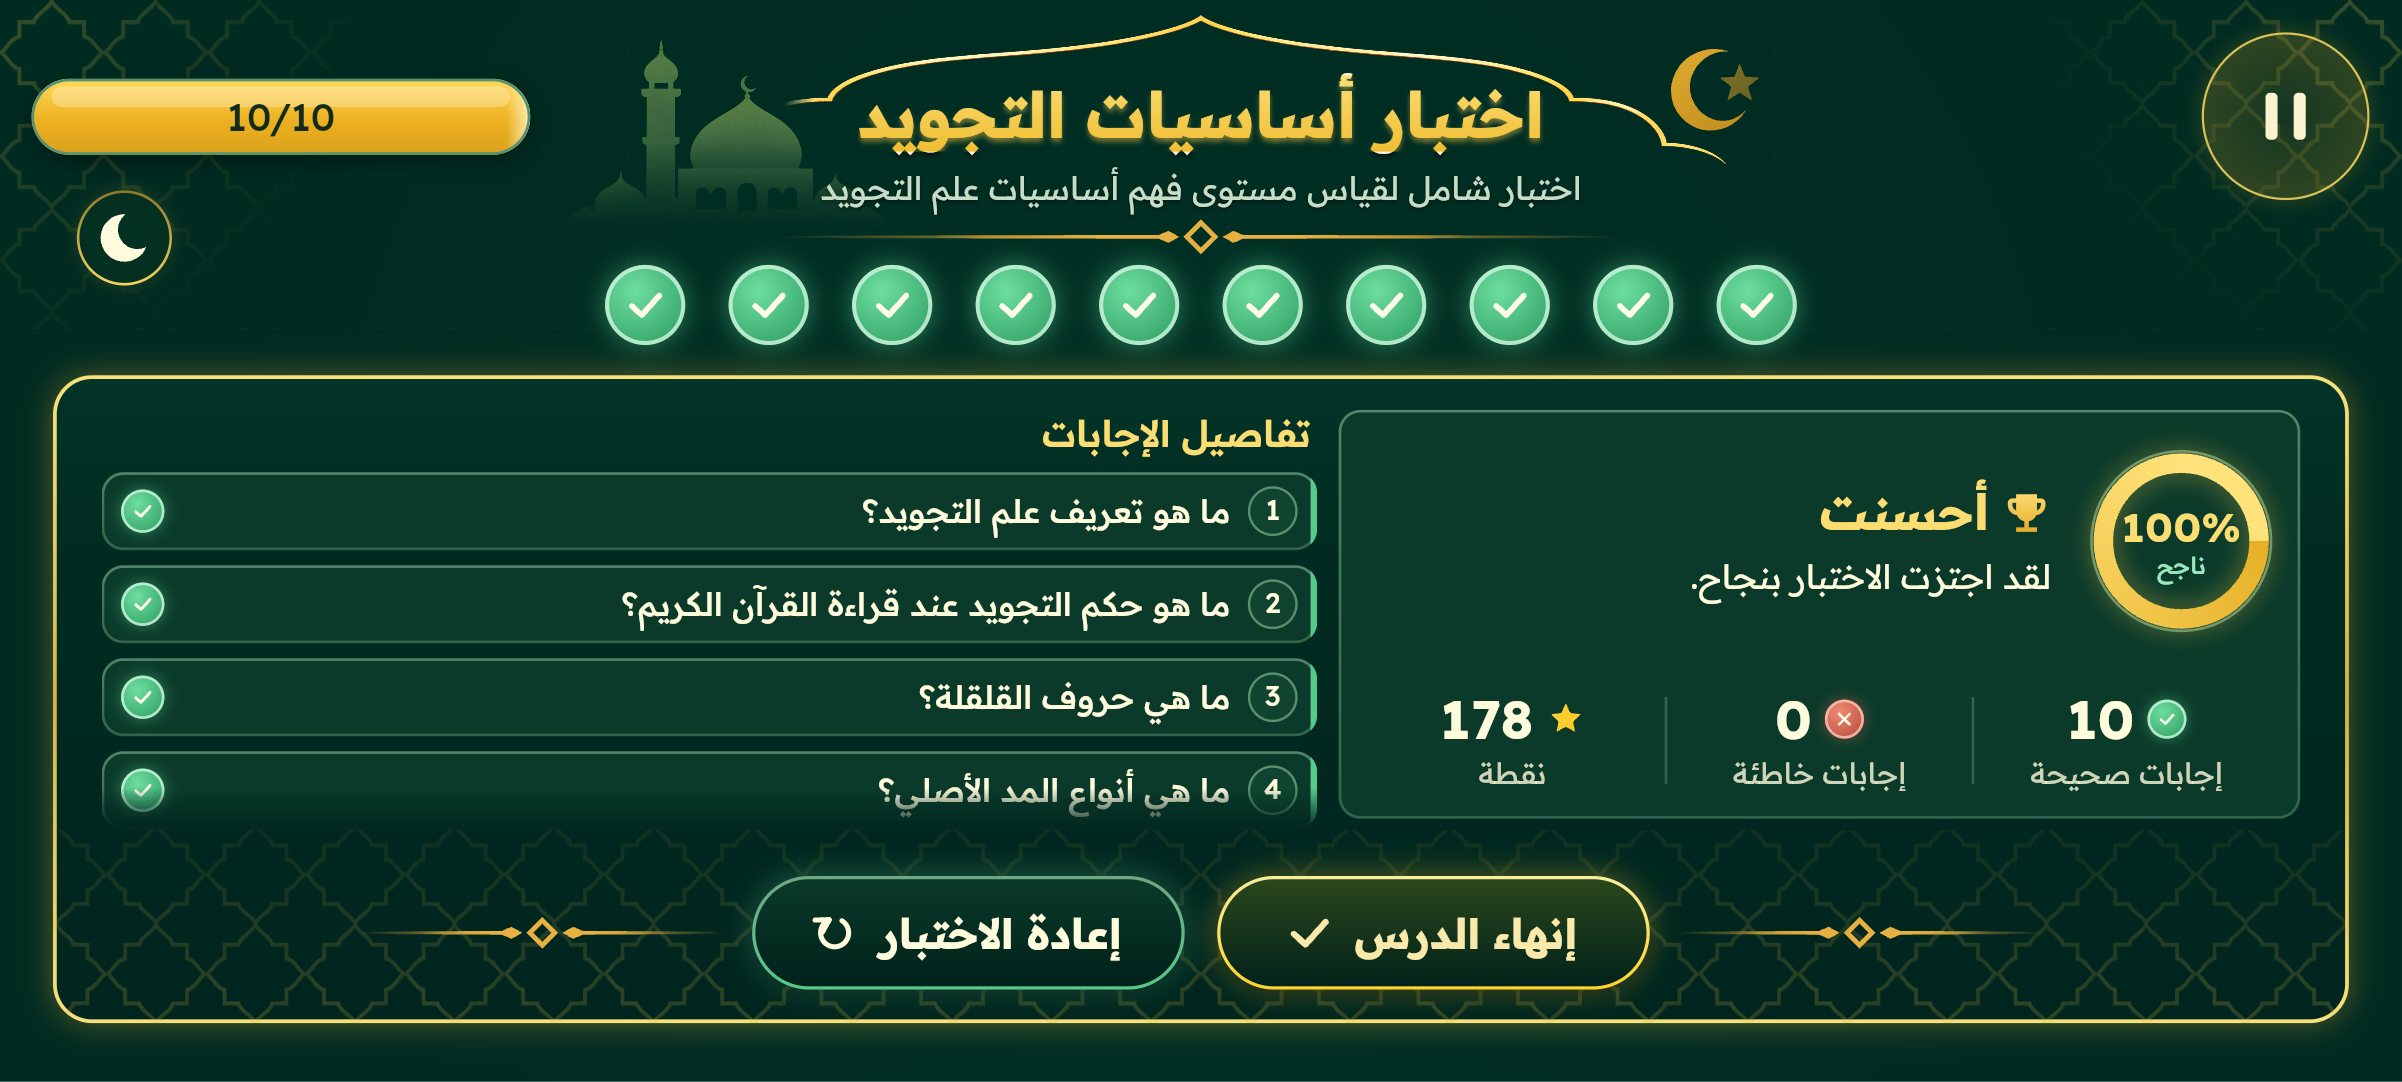 10/10
اختبار أساسيات التجويد
اختبار شامل لقياس مستوى فهم أساسيات علم التجويد
100%
ناجح
أحسنت
لقد اجتزت الاختبار بنجاح.
10
إجابات صحيحة
0
إجابات خاطئة
178
نقطة
تفاصيل الإجابات
1 ما هو تعريف علم التجويد؟
2 ما هو حكم التجويد عند قراءة القرآن الكريم؟
3 ما هي حروف القلقلة؟
4 ما هي أنواع المد الأصلي؟
إنهاء الدرس
إعادة الاختبار